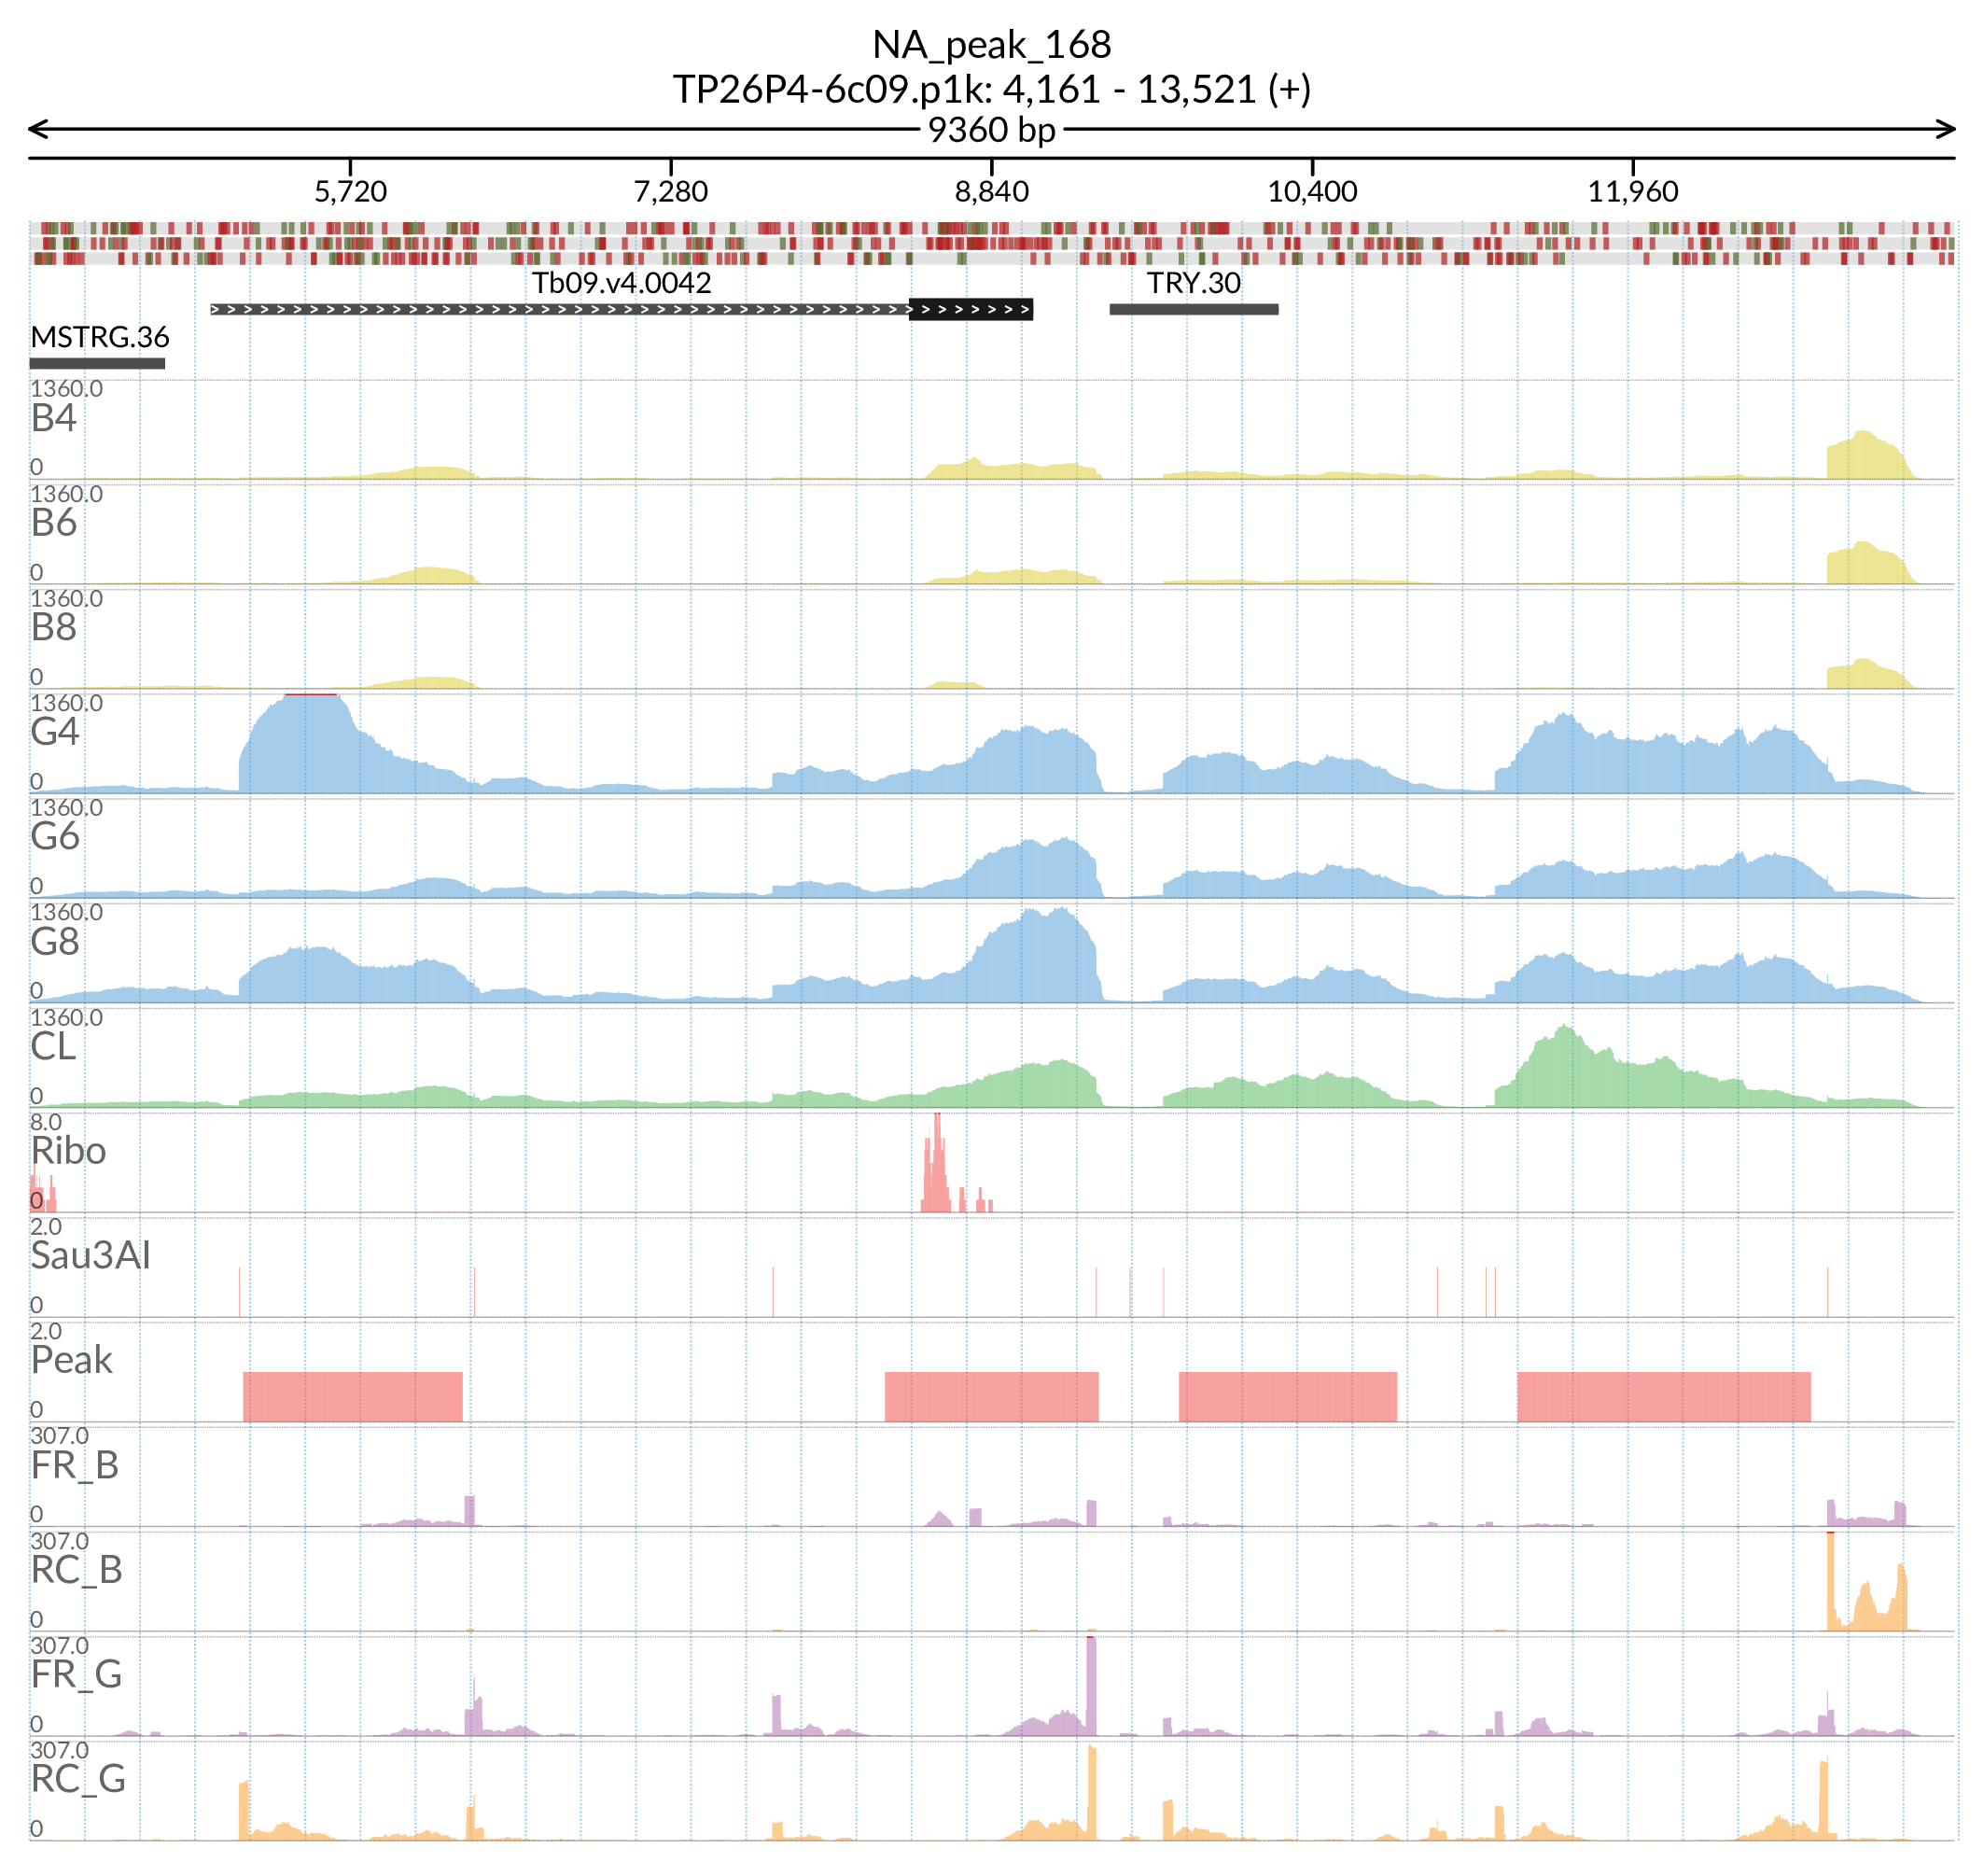 NA_peak_168
TP26P4-6c09.p1k: 4,161 - 13,521 (+)
9360 bp
5,720 7,280 8,840 10,400 11,960
Tb09.v4.0042 TRY.30
MSTRG.36
1360.0
B4
0
1360.0
B6
0
1360.0
B8
0
1360.0
G4
0
1360.0
G6
0
1360.0
G8
0
1360.0
CL
0
8.0
Ribo
0
2.0
Sau3AI
0
2.0
Peak
0
307.0
FR_B
0
307.0
RC_B
0
307.0
FR_G
0
307.0
RC_G
0